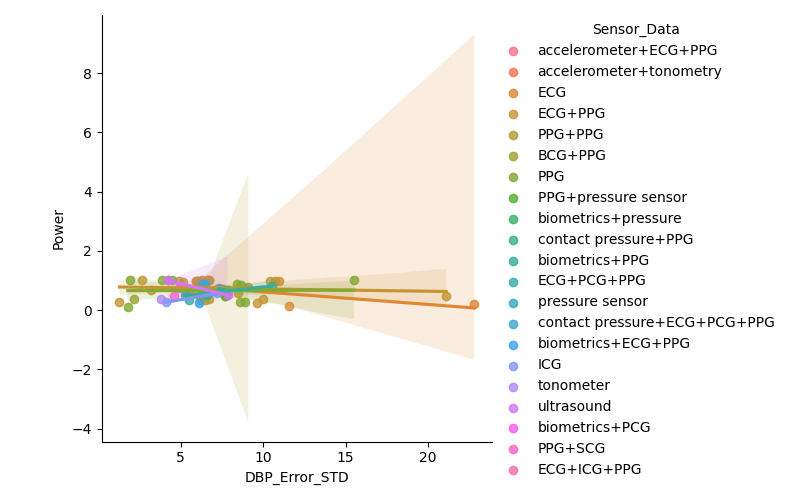 Sensor_Data
accelerometer+ECG+PPG
accelerometer+tonometry
ECG
ECG+PPG
PPG+PPG
BCG+PPG
PPG
PPG+pressure sensor
biometrics+pressure
contact pressure+PPG
biometrics+PPG
ECG+PCG+PPG
pressure sensor
contact pressure+ECG+PCG+PPG
biometrics+ECG+PPG
ICG
tonometer
ultrasound
biometrics+PCG
PPG+SCG
ECG+ICG+PPG
Power
8
6
4
2
0
−2
−4
5
10
15
20
DBP_Error_STD